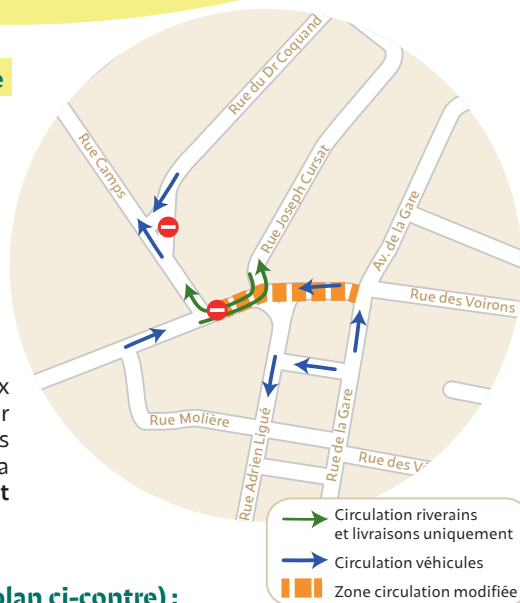 e
Rue du Dr Coquand
Rue Camps
Rue Joseph Cursat
Av. de la Gare
Rue des Voirons
x
r
s
a
t
Rue Molière
Rue Adrien Ligué
Rue de la Gare
Rue des V
Circulation riverains
et livraisons uniquement
Circulation véhicules
Zone circulation modifiée
plan ci-contre) :